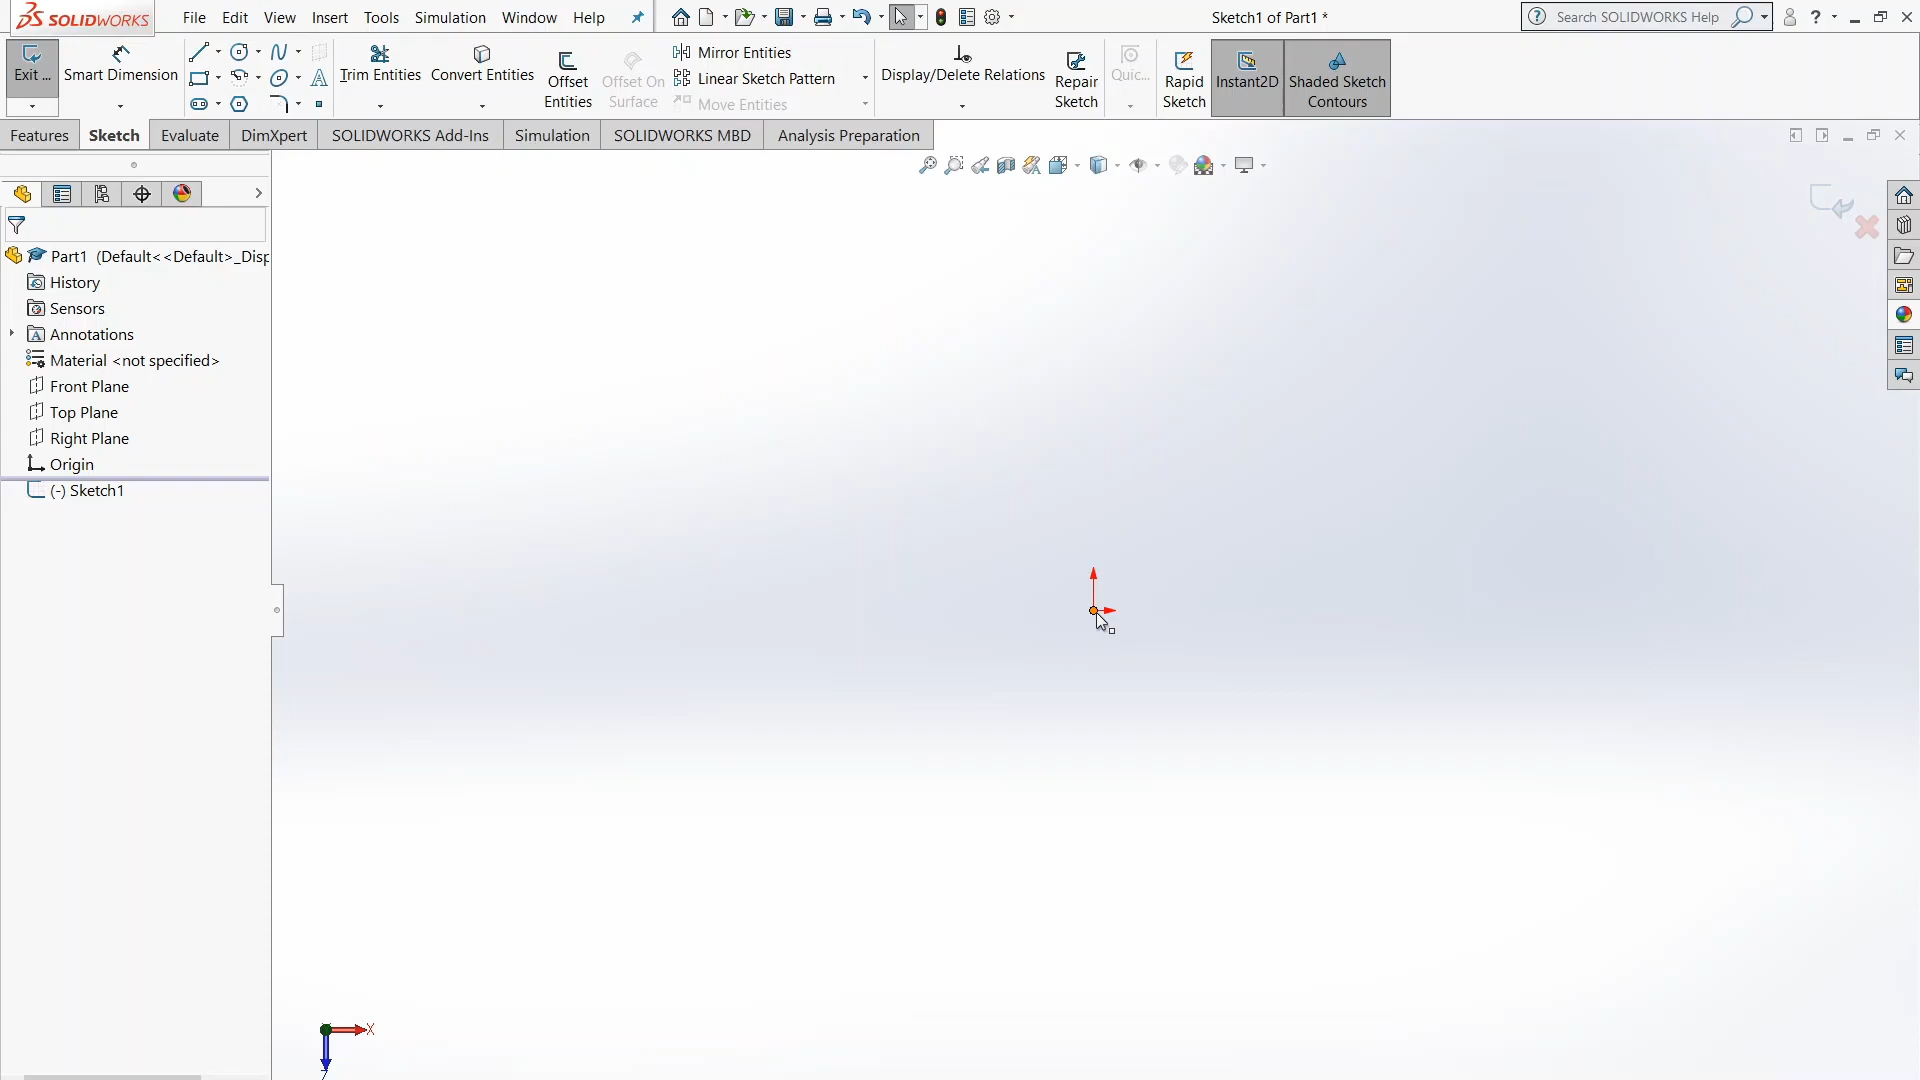 SOLIDWORKS File Edit View Insert Tools Simulation Window Help Sketch1 of Part1 * Search SOLIDWORKS Help ?
Exit ... Smart Dimension Trim Entities Convert Entities Offset Entities Offset On Surface Mirror Entities Display/Delete Relations Repair Sketch Quic... Rapid Sketch Instant2D Shaded Sketch Contours
Linear Sketch Pattern
Move Entities
Features Sketch Evaluate DimXpert SOLIDWORKS Add-Ins Simulation SOLIDWORKS MBD Analysis Preparation
Part1 (Default<<Default>_Disp
History
Sensors
Annotations
Material <not specified>
Front Plane
Top Plane
Right Plane
Origin
(-) Sketch1
X